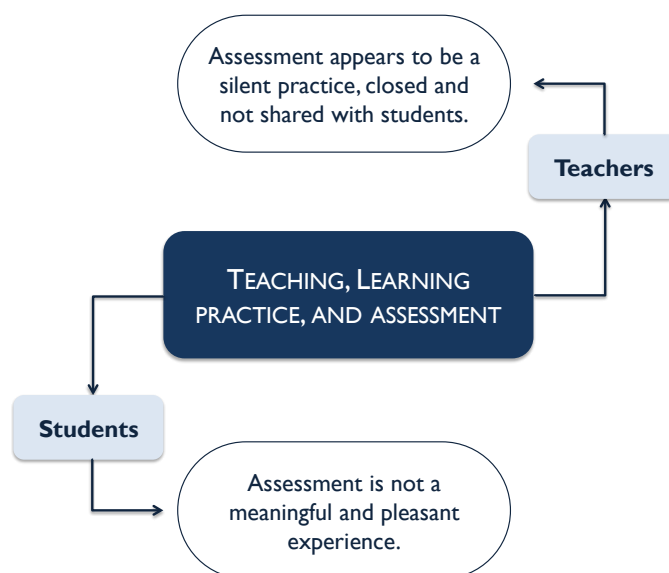 Assessment appears to be a
silent practice, closed and
not shared with students.
Teachers
TEACHING, LEARNING
PRACTICE, AND ASSESSMENT
Students
Assessment is not a
meaningful and pleasant
experience.